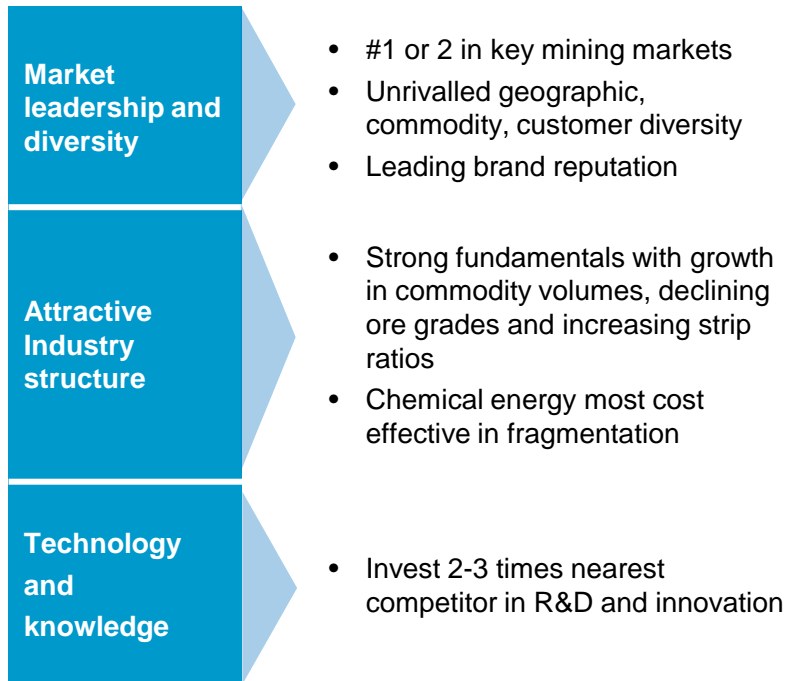 Market
leadership and
diversity
• #1 or 2 in key mining markets
• Unrivalled geographic,
commodity, customer diversity
• Leading brand reputation
Attractive
Industry
structure
• Strong fundamentals with growth
in commodity volumes, declining
ore grades and increasing strip
ratios
• Chemical energy most cost
effective in fragmentation
Technology
and
knowledge
• Invest 2-3 times nearest
competitor in R&D and innovation